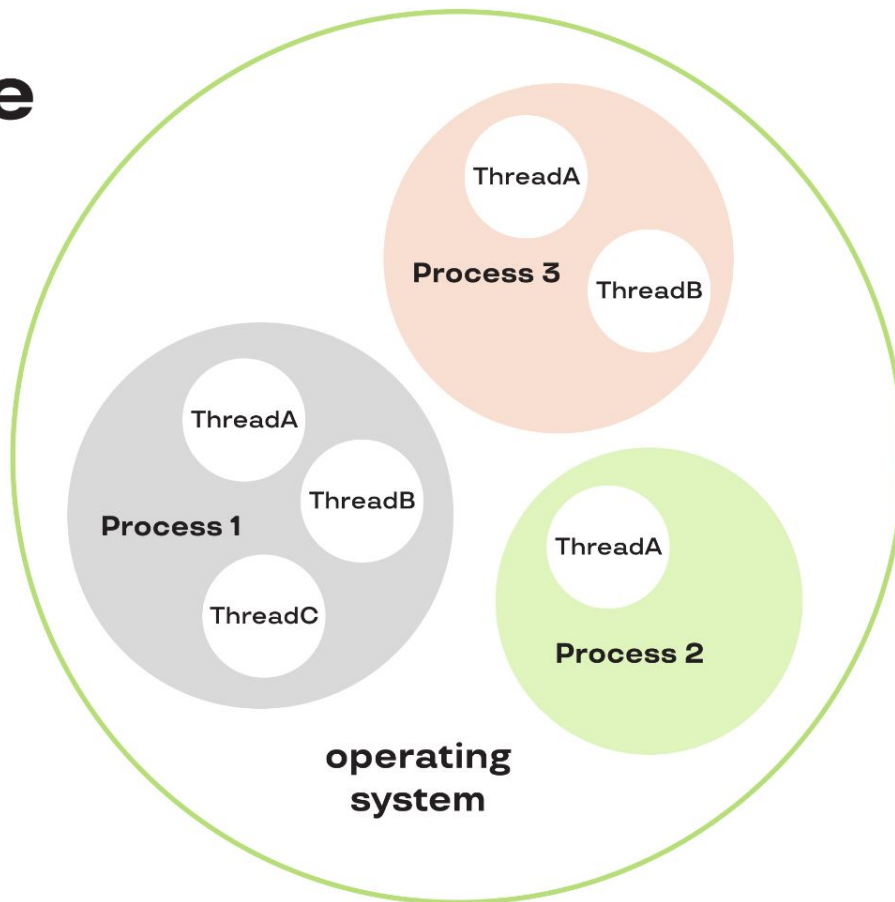 e
ThreadA
Process 3
ThreadB
ThreadA
ThreadB
Process 1
ThreadC
ThreadA
Process 2
operating
system